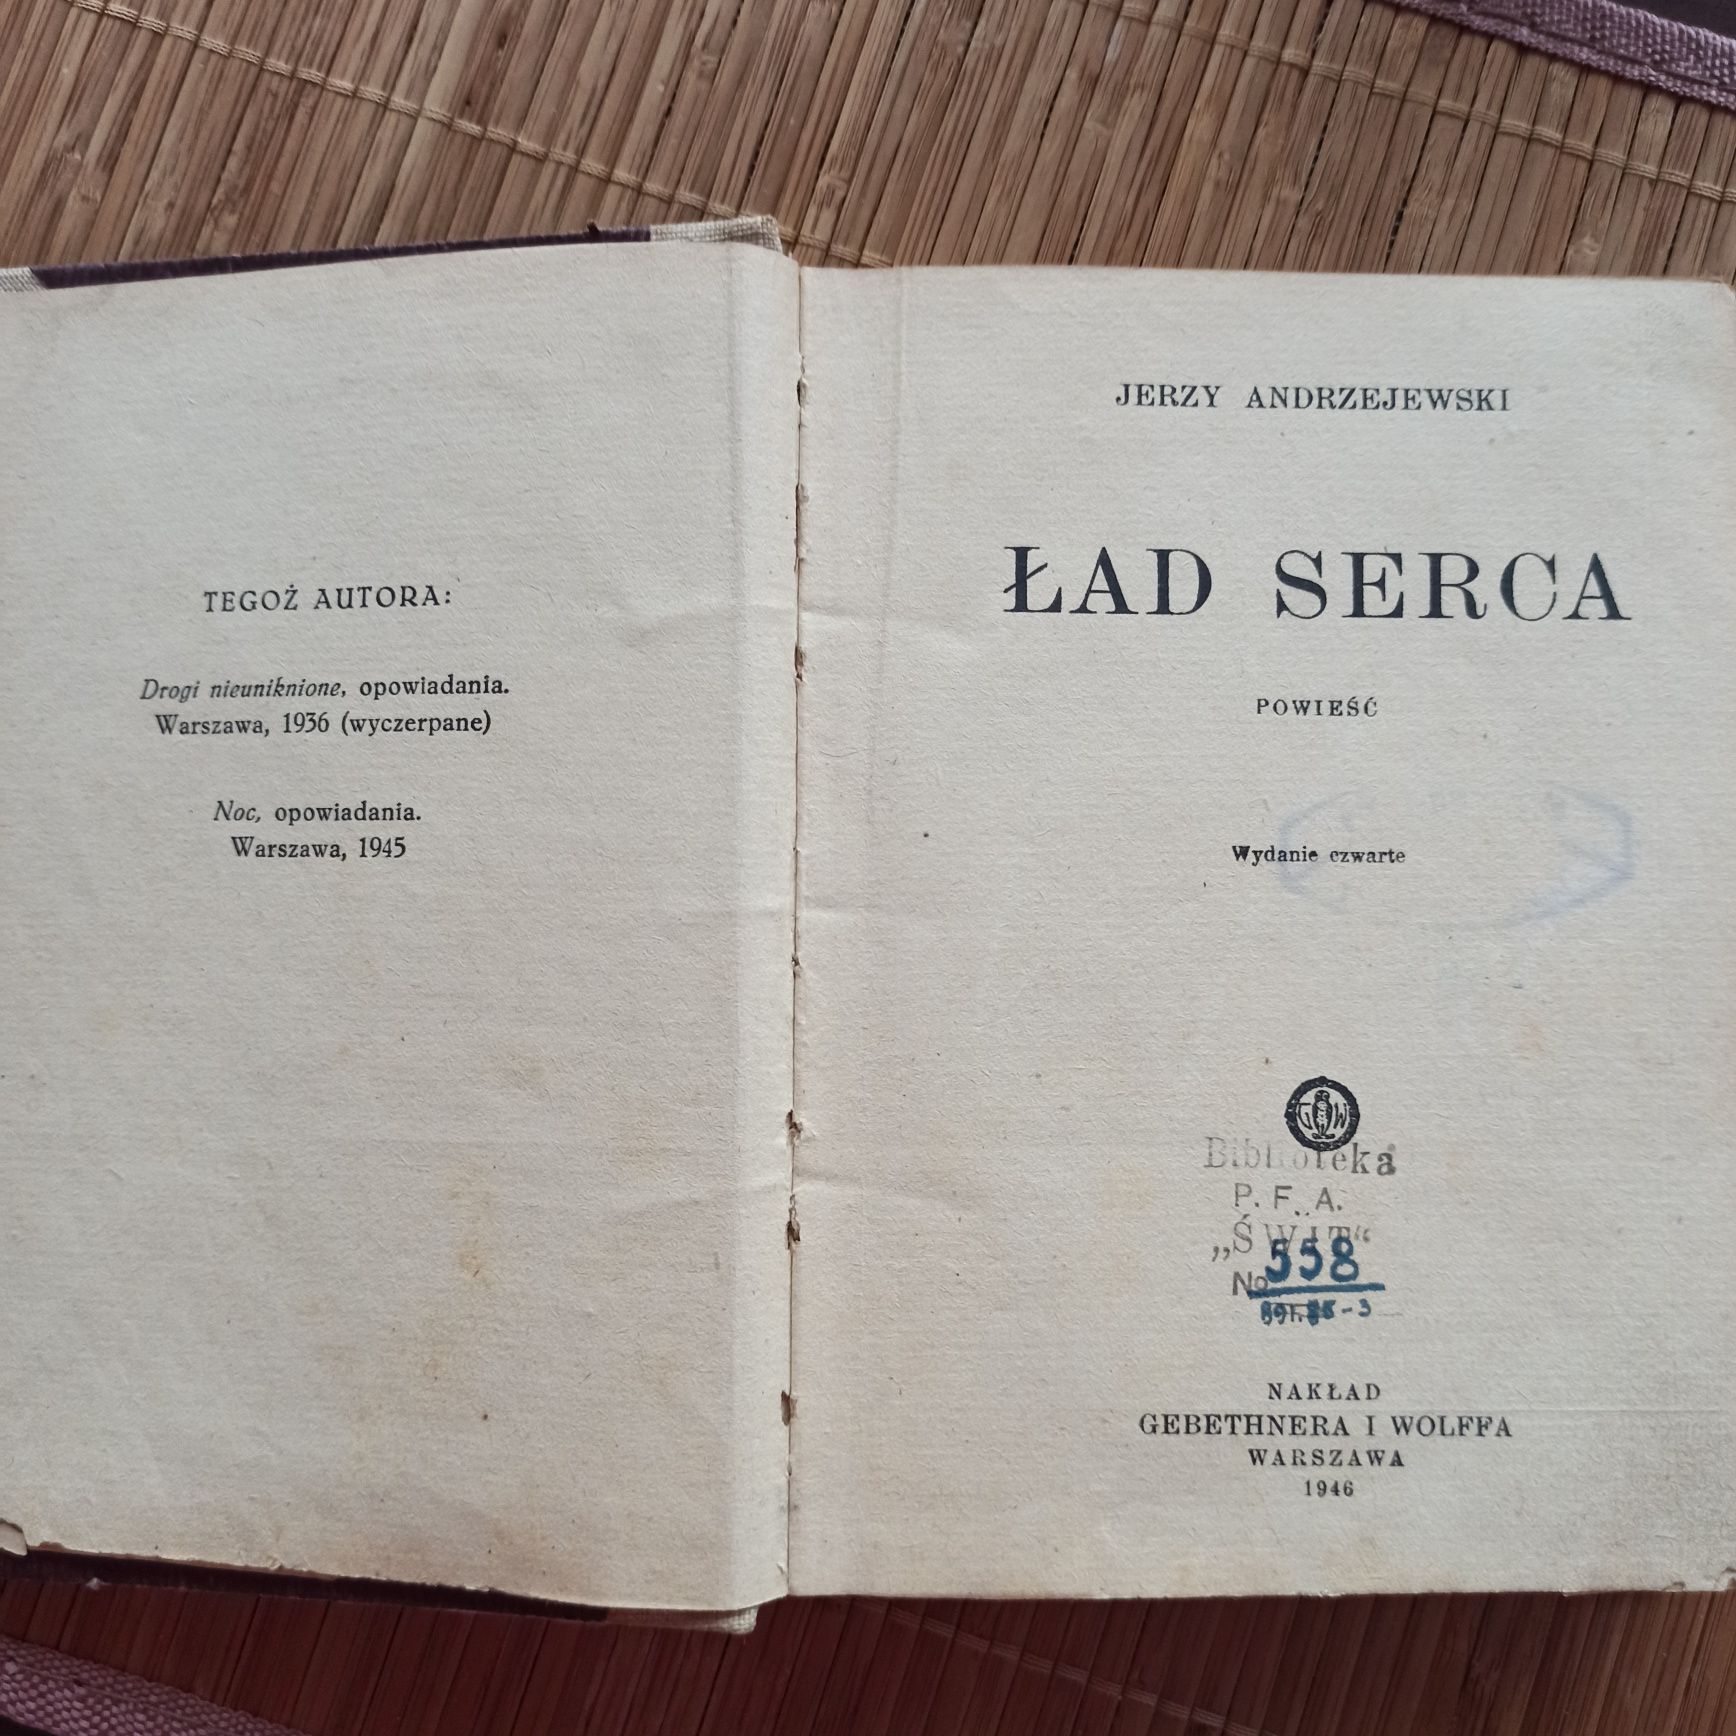 TEGOŻ AUTORA:
Drogi nieuniknione, opowiadania.
Warszawa, 1936 (wyczerpane)
Noc, opowiadania.
Warszawa, 1945
JERZY ANDRZEJEWSKI
ŁAD SERCA
POWIEŚĆ
Wydanie czwarte
G W
Biblioteka
P. F. A.
„ŚWIT“
No 558
NAKŁAD
GEBETHNERA I WOLFFA
WARSZAWA
1946